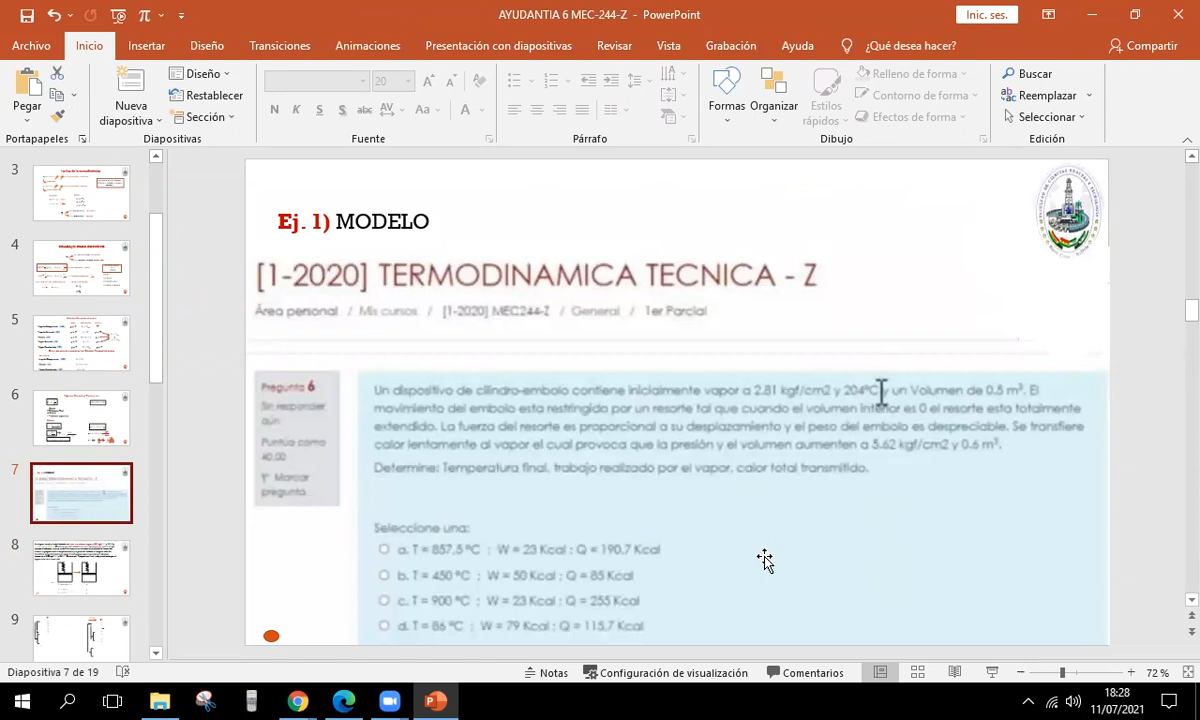 AYUDANTIA 6 MEC-244-Z - PowerPoint
Inic. ses.
Archivo Inicio Insertar Diseño Transiciones Animaciones Presentación con diapositivas Revisar Vista Grabación Ayuda ¿Qué desea hacer? Compartir
Pegar
Nueva
diapositiva
Diseño
Restablecer
Sección
20
N K S abc AV Aa A
Formas Organizar Estilos
rápidos
Relleno de forma
Contorno de forma
Efectos de forma
Buscar
Reemplazar
Seleccionar
Portapapeles Diapositivas Fuente Párrafo Dibujo Edición
3
4
5
6
7
8
9
Ej. 1) MODELO
[1-2020] TERMODINAMICA TECNICA - Z
Área personal / Mis cursos / [1-2020] MEC244-Z / General / 1er Parcial
Pregunta 6
Sin responder
aún
Puntúa como
40,00
Marcar
pregunta
Un dispositivo de cilindro-embolo contiene inicialmente vapor a 2.81 kgf/cm2 y 204ºC y un Volumen de 0.5 m³. El
movimiento del embolo esta restringido por un resorte tal que cuando el volumen interior es 0 el resorte esta totalmente
extendido. La fuerza del resorte es proporcional a su desplazamiento y el peso del embolo es despreciable. Se transfiere
calor lentamente al vapor el cual provoca que la presión y el volumen aumenten a 5.62 kgf/cm2 y 0.6 m³.
Determine: Temperatura final, trabajo realizado por el vapor, calor total transmitido.
Seleccione una:
a. T = 857,5 ºC ; W = 23 Kcal ; Q = 190,7 Kcal
b. T = 450 ºC ; W = 50 Kcal ; Q = 85 Kcal
c. T = 900 ºC ; W = 23 Kcal ; Q = 255 Kcal
d. T = 86 ºC ; W = 79 Kcal ; Q = 115,7 Kcal
Diapositiva 7 de 19
Notas Configuración de visualización Comentarios 72 %
18:28
11/07/2021